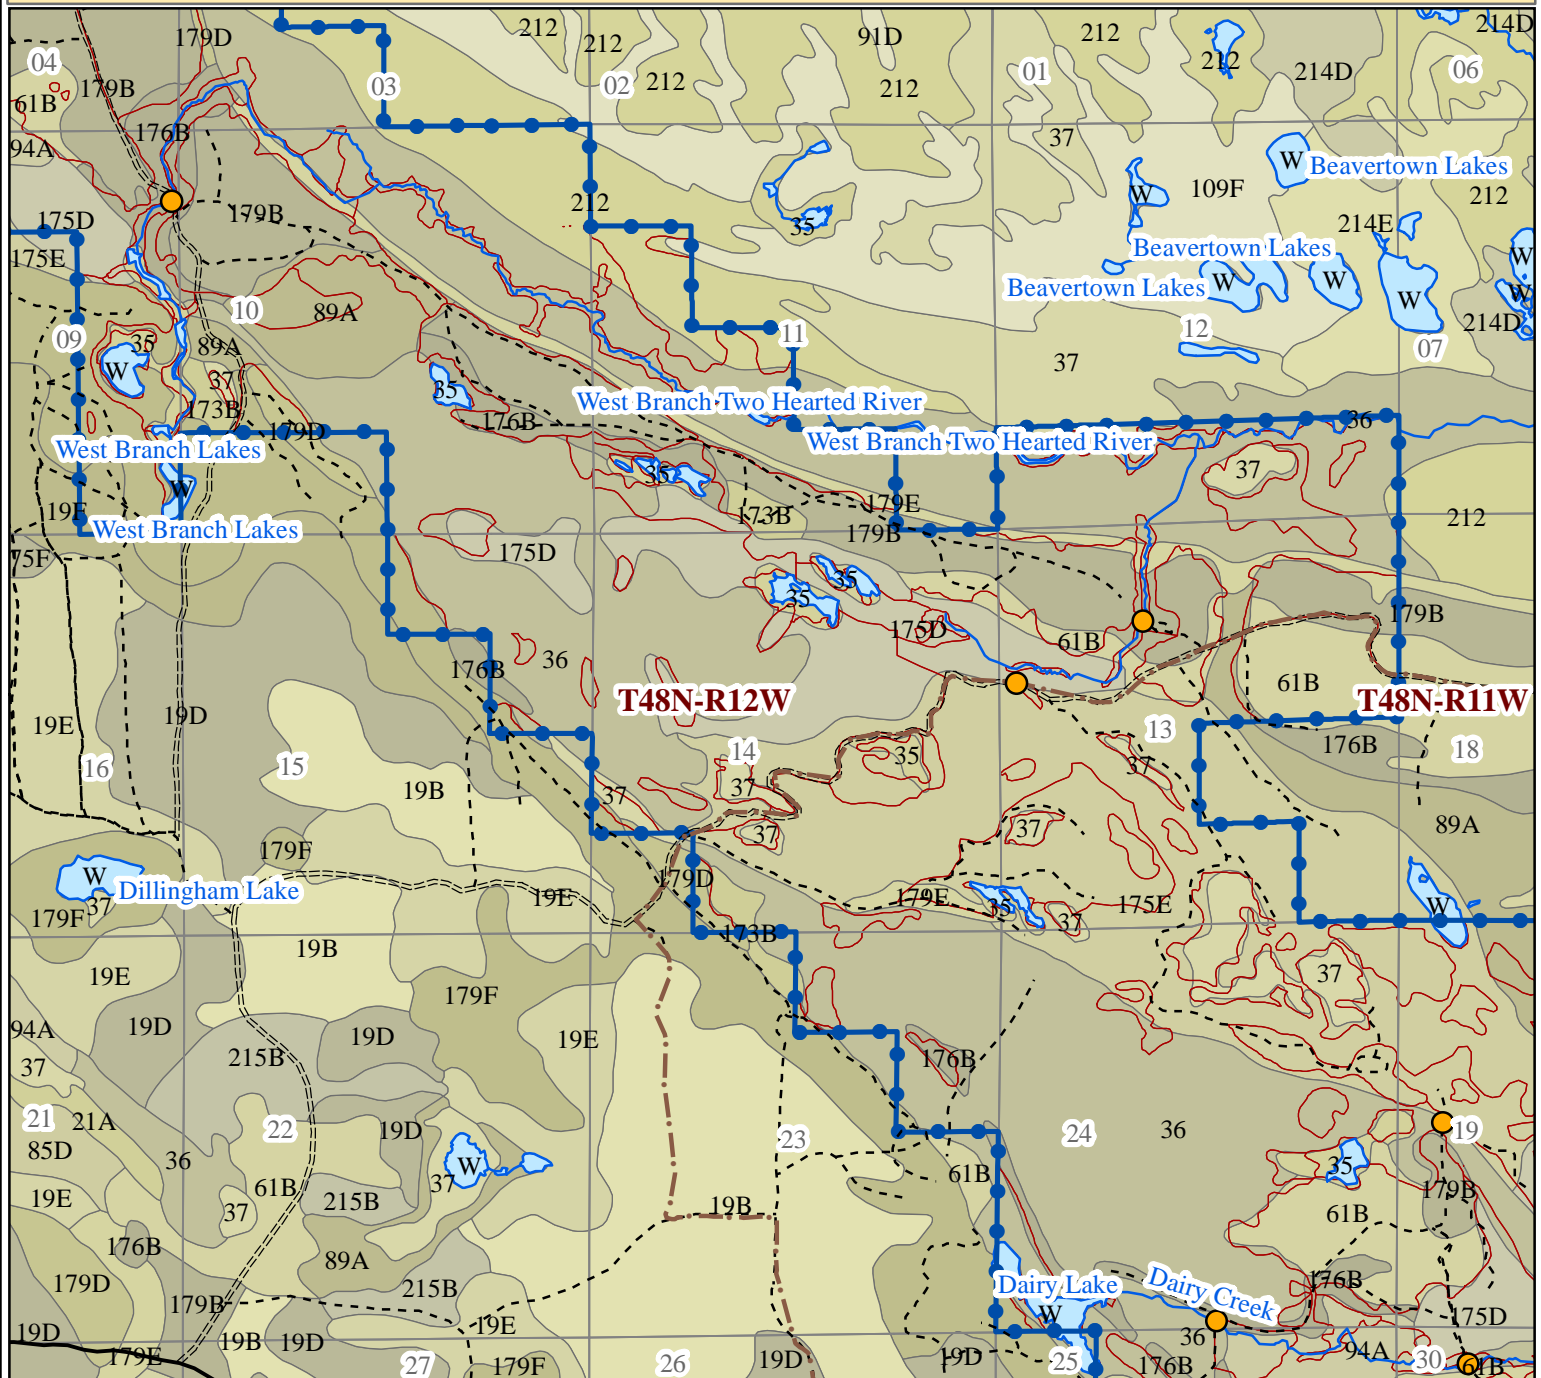 179D
212
212
91D
212
214D
04
03
02
212
212
01
212
214D
06
179B
61B
176B
37
94A
W
Beavertown Lakes
W
109F
212
175D
179B
212
35
214E
175E
Beavertown Lakes
W
Beavertown Lakes
W
W
W
W
10
89A
12
214D
09
35
89A
11
07
W
37
37
35
173B
West Branch Two Hearted River
176B
36
179D
West Branch Two Hearted River
West Branch Lakes
35
37
W
19F
179E
173B
212
West Branch Lakes
179B
75F
175D
35
35
179B
175D
61B
36
176B
61B
T48N-R12W
T48N-R11W
19E
19D
13
176B
18
16
15
14
35
37
19B
37
37
89A
37
37
179F
W
Dillingham Lake
179D
179F
37
19E
179E
35
175E
W
37
173B
19B
19E
37
179F
94A
19D
19D
19E
215B
176B
37
21
21A
22
19D
23
24
36
19
85D
36
W
35
37
61B
61B
179B
19E
215B
19B
37
61B
176B
89A
179D
215B
Dairy Lake
Dairy Creek
176B
179B
W
175D
19D
19B
19D
19E
36
94A
179E
27
179F
26
19D
19D
25
176B
30
61B